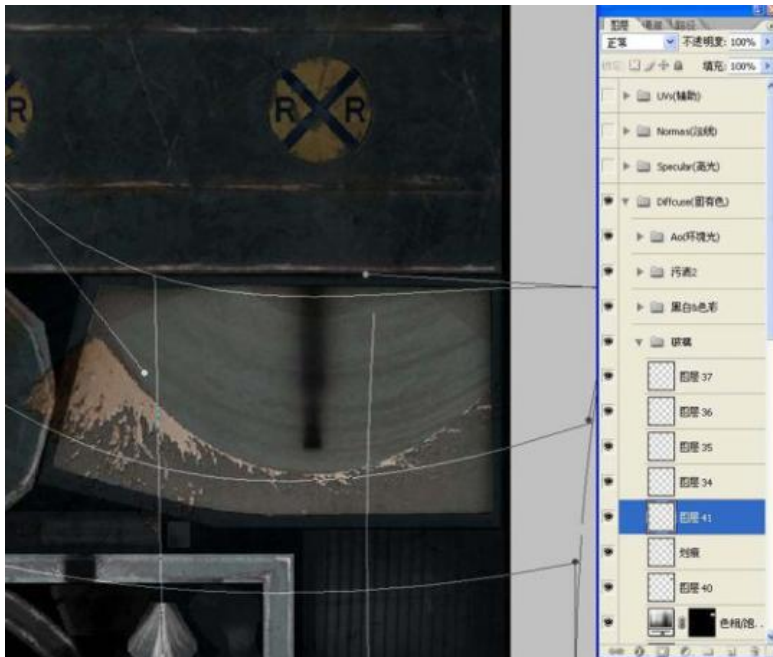 R R
R
图层
路径
正常 不透明度: 100%
填充: 100%
UVs(辅助)
Normas(法线)
Specular(高光)
Diffcuse(固有色)
Ao(环境光)
污渍2
黑白&色彩
玻璃
图层 37
图层 36
图层 35
图层 34
图层 41
划痕
图层 40
色相/饱..